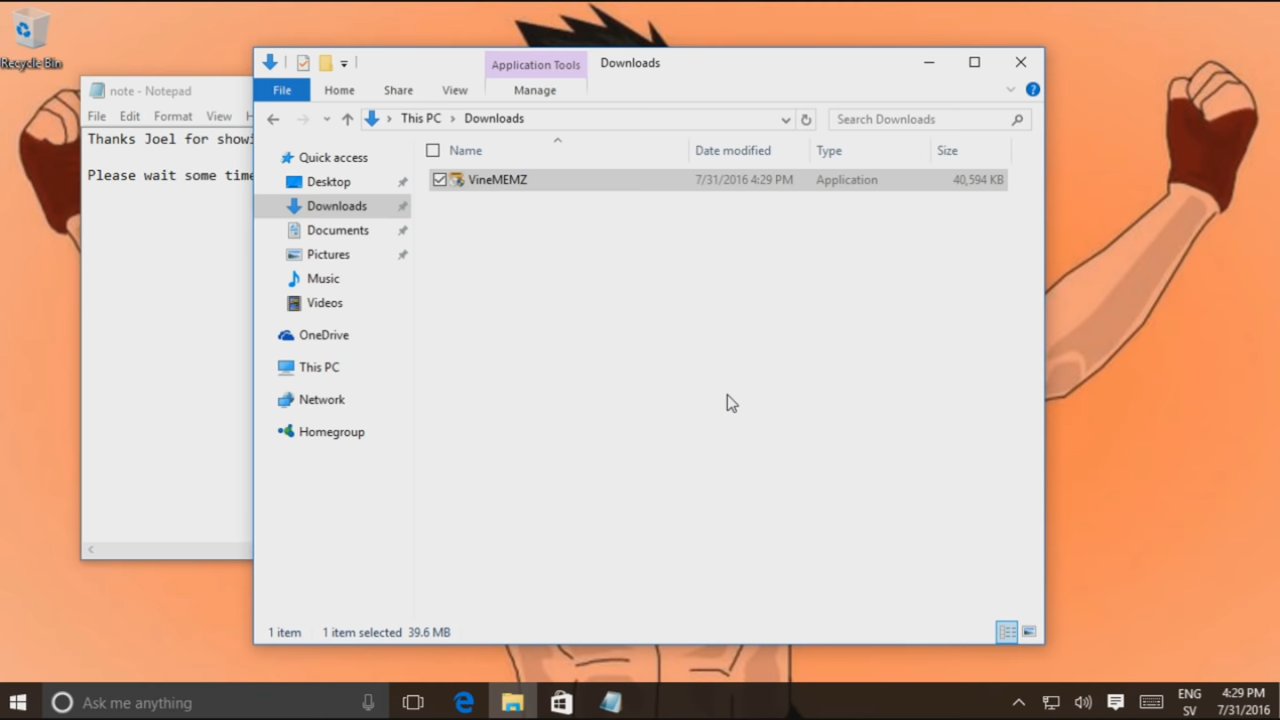 Recycle Bin
note - Notepad
File Edit Format View
Thanks Joel for
Please wait some time
Application Tools
Downloads
File Home Share View Manage
This PC Downloads
Search Downloads
Quick access
Desktop
Downloads
Documents
Pictures
Music
Videos
OneDrive
This PC
Network
Homegroup
Name Date modified Type Size
VineMEMZ 7/31/2016 4:29 PM Application 40,594 KB
1 item 1 item selected 39.6 MB
Ask me anything
ENG
SV
4:29 PM
7/31/2016